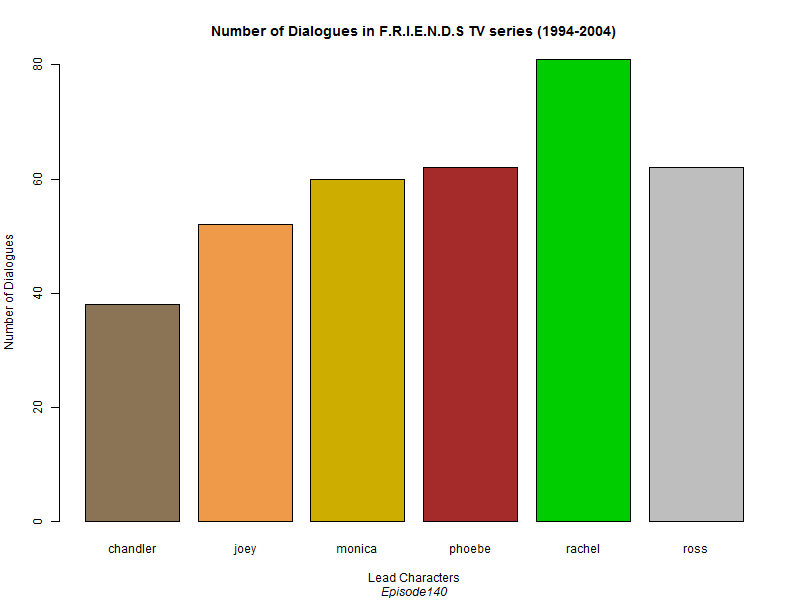 Number of Dialogues in F.R.I.E.N.D.S TV series (1994-2004)
Number of Dialogues
80
60
40
20
0
chandler joey monica phoebe rachel ross
Lead Characters
Episode140